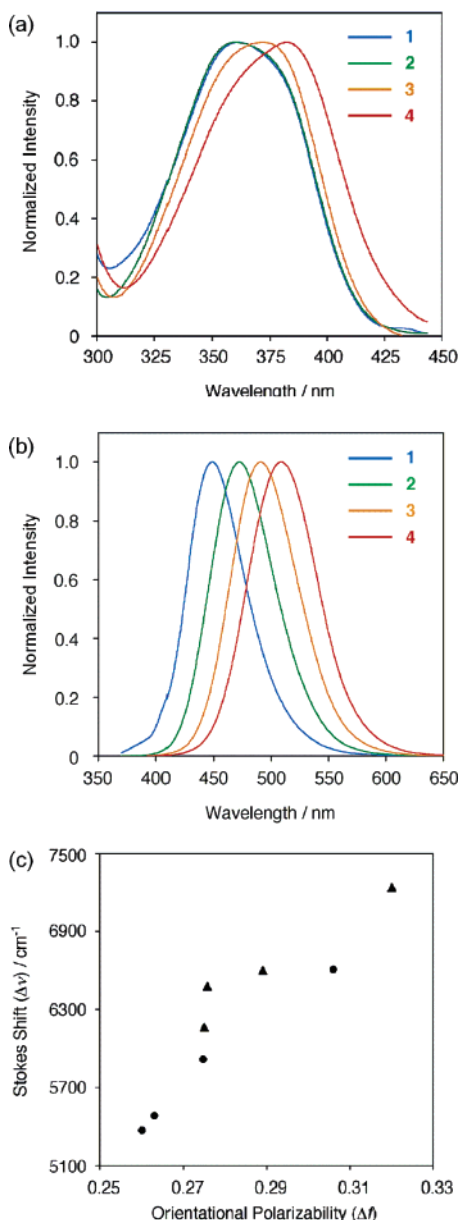 (a)
1.0
0.8
0.6
0.4
0.2
0
Normalized Intensity
1
2
3
4
300 325 350 375 400 425 450
Wavelength / nm
(b)
1.0
0.8
0.6
0.4
0.2
0
Normalized Intensity
1
2
3
4
350 400 450 500 550 600 650
Wavelength / nm
(c)
7500
6900
6300
5700
5100
Stokes Shift (Δν) / cm⁻¹
0.25 0.27 0.29 0.31 0.33
Orientational Polarizability (Δf)